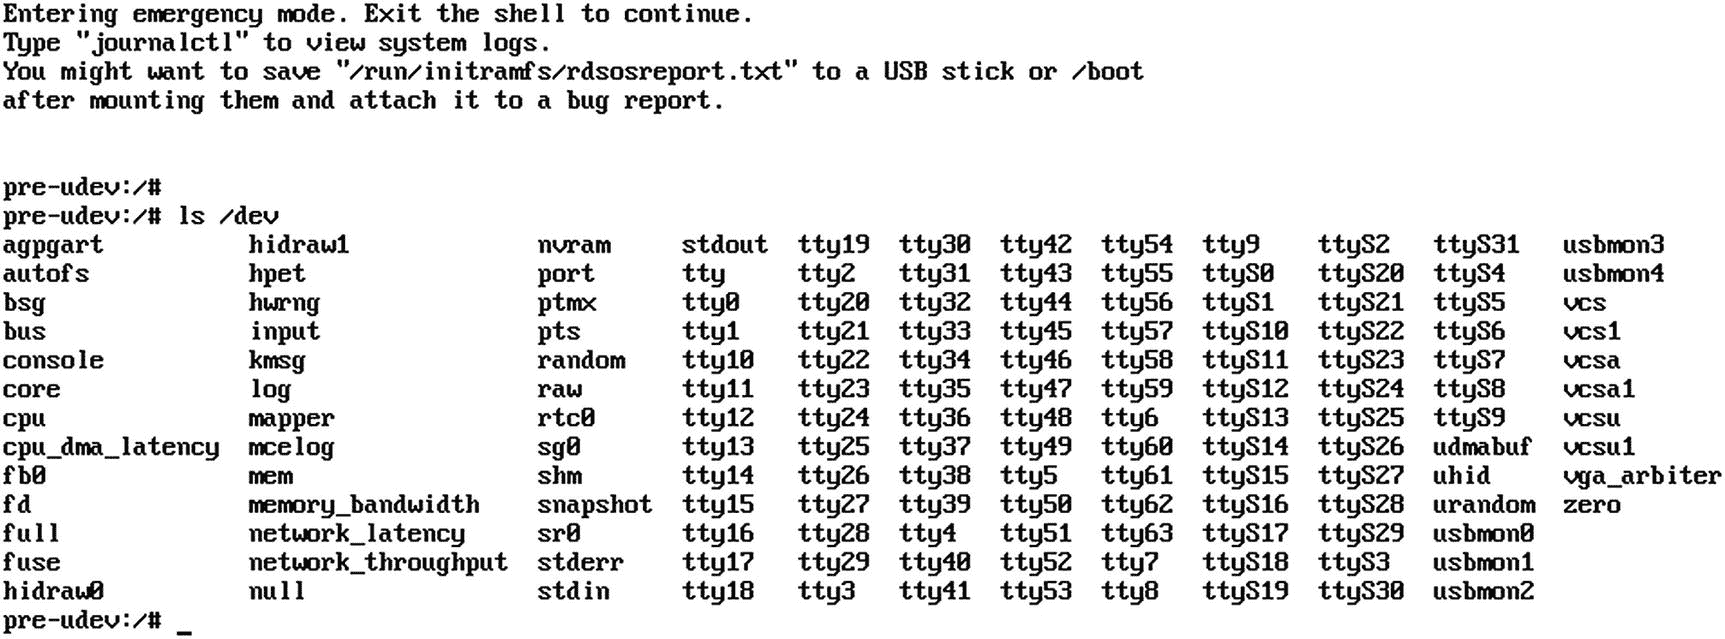 Entering emergency mode. Exit the shell to continue.
Type "journalctl" to view system logs.
You might want to save "/run/initramfs/rdsosreport.txt" to a USB stick or /boot
after mounting them and attach it to a bug report.
pre-udev:/#
pre-udev:/# ls /dev
agpgart hidraw1 nvram stdout tty19 tty30 tty42 tty54 tty9 ttyS2 ttyS31 usbmon3
autofs hpet port tty tty2 tty31 tty43 tty55 ttyS0 ttyS20 ttyS4 usbmon4
bsg hwrng ptmx tty0 tty20 tty32 tty44 tty56 ttyS1 ttyS21 ttyS5 vcs
bus input pts tty1 tty21 tty33 tty45 tty57 ttyS10 ttyS22 ttyS6 vcs1
console kmsg random tty10 tty22 tty34 tty46 tty58 ttyS11 ttyS23 ttyS7 vcsa
core log raw tty11 tty23 tty35 tty47 tty59 ttyS12 ttyS24 ttyS8 vcsa1
cpu mapper rtc0 tty12 tty24 tty36 tty48 tty6 ttyS13 ttyS25 ttyS9 vcsu
cpu_dma_latency mcelog sg0 tty13 tty25 tty37 tty49 tty60 ttyS14 ttyS26 udmabuf vcsu1
fb0 mem shm tty14 tty26 tty38 tty5 tty61 ttyS15 ttyS27 uhid vga_arbiter
fd memory_bandwidth snapshot tty15 tty27 tty39 tty50 tty62 ttyS16 ttyS28 urandom zero
full network_latency sr0 tty16 tty28 tty4 tty51 tty63 ttyS17 ttyS29 usbmon0
fuse network_throughput stderr tty17 tty29 tty40 tty52 tty7 ttyS18 ttyS3 usbmon1
hidraw0 null stdin tty18 tty3 tty41 tty53 tty8 ttyS19 ttyS30 usbmon2
pre-udev:/# _